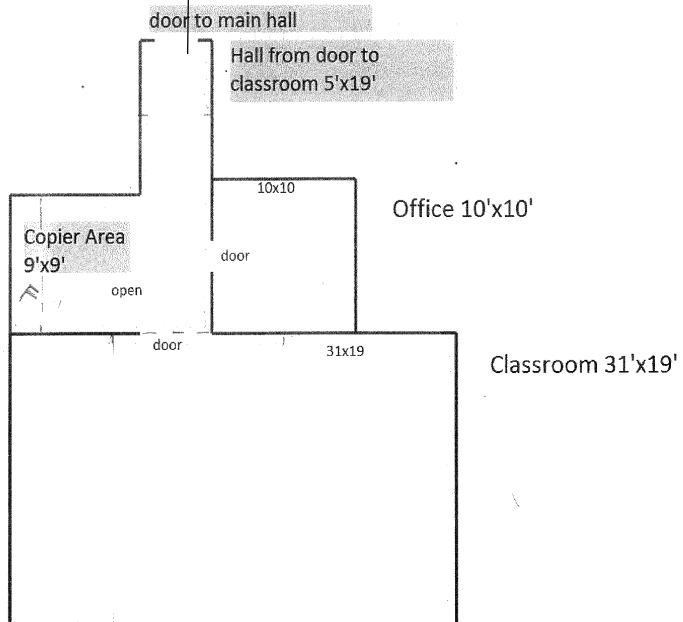 door to main hall
Hall from door to
classroom 5'x19'
10x10
Office 10'x10'
Copier Area
9'x9'
door
open
door
31x19
Classroom 31'x19'